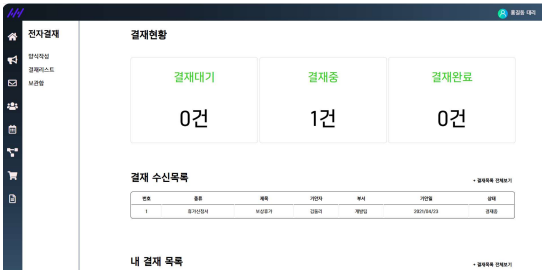 홍길동 대리
전자결재
양식작성
결재리스트
보관함
결재현황
결재대기
결재중
결재완료
0건
1건
0건
결재 수신목록
+ 결재목록 전체보기
번호 종류 제목 기안자 부서 기안일 상태
1 휴가신청서 보상휴가 김동리 개발팀 2021/04/23 결재중
내 결재 목록
+ 결재목록 전체보기